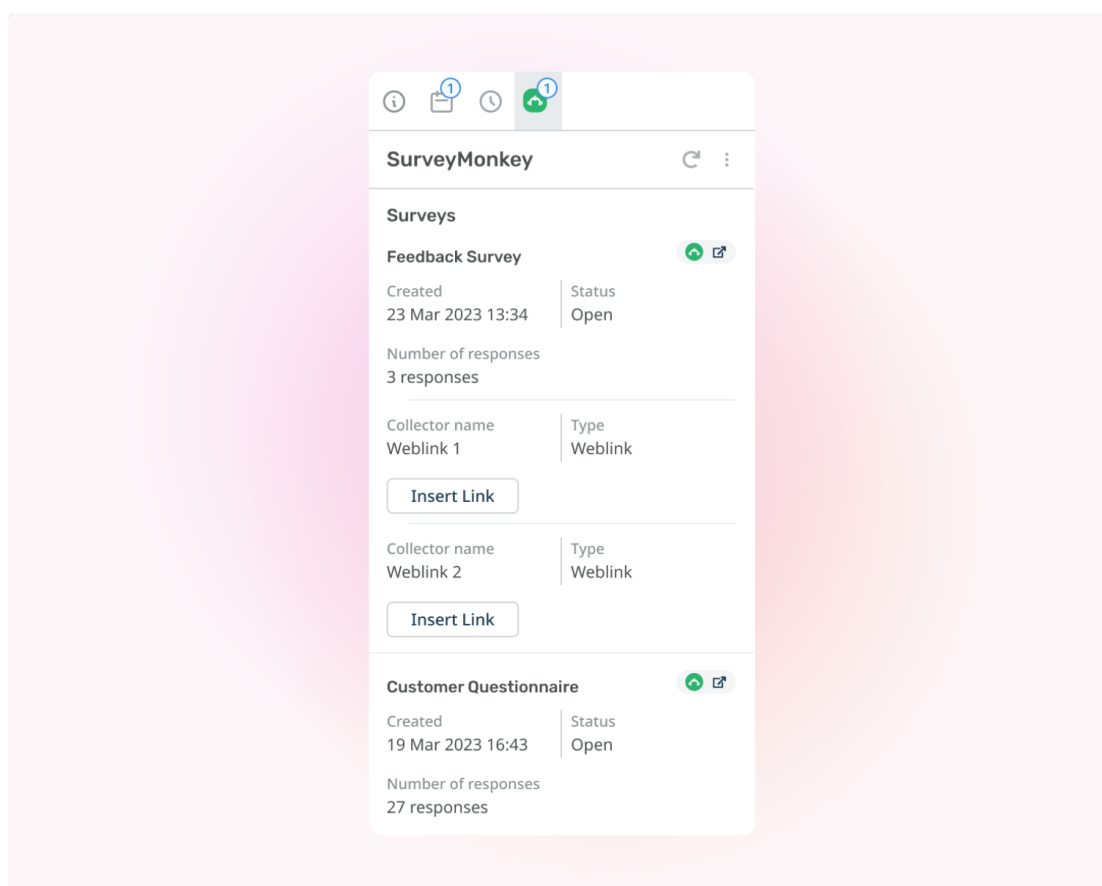 1
1
SurveyMonkey
Surveys
Feedback Survey
Created Status
23 Mar 2023 13:34 Open
Number of responses
3 responses
Collector name Type
Weblink 1 Weblink
Insert Link
Collector name Type
Weblink 2 Weblink
Insert Link
Customer Questionnaire
Created Status
19 Mar 2023 16:43 Open
Number of responses
27 responses